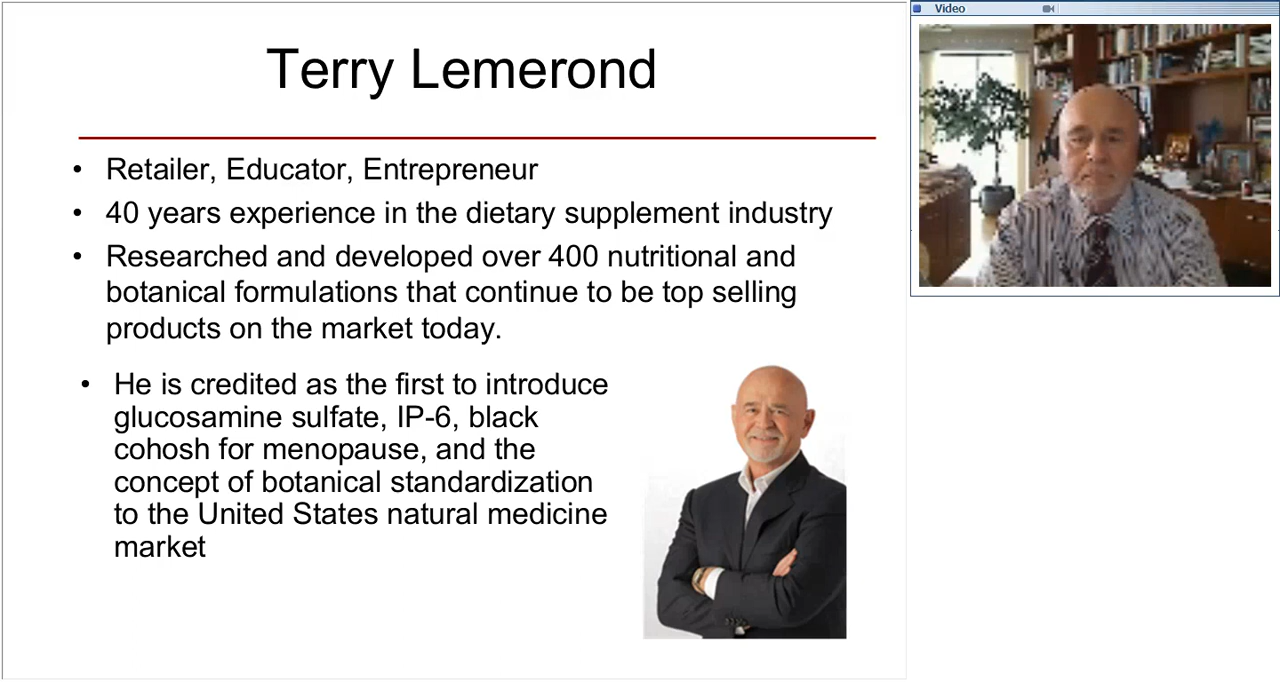 Terry Lemerond
• Retailer, Educator, Entrepreneur
• 40 years experience in the dietary supplement industry
• Researched and developed over 400 nutritional and
botanical formulations that continue to be top selling
products on the market today.
• He is credited as the first to introduce
glucosamine sulfate, IP-6, black
cohosh for menopause, and the
concept of botanical standardization
to the United States natural medicine
market
Video